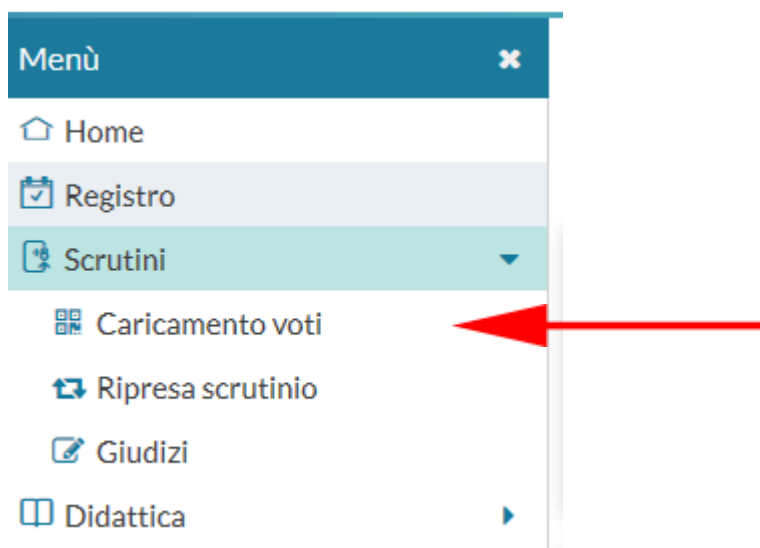 Menù
Home
Registro
Scrutini
Caricamento voti
Ripresa scrutinio
Giudizi
Didattica